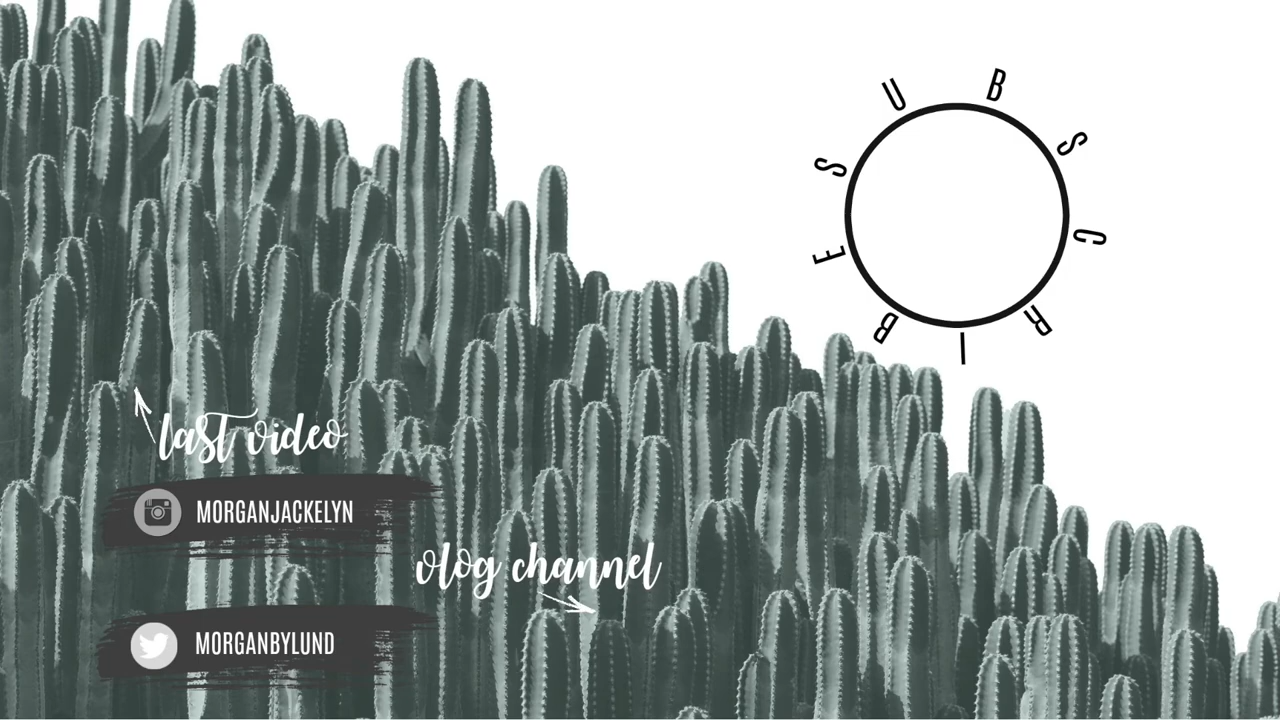 SUBSCRIBE
last video
MORGANJACKELYN
vlog channel
MORGANBYLUND